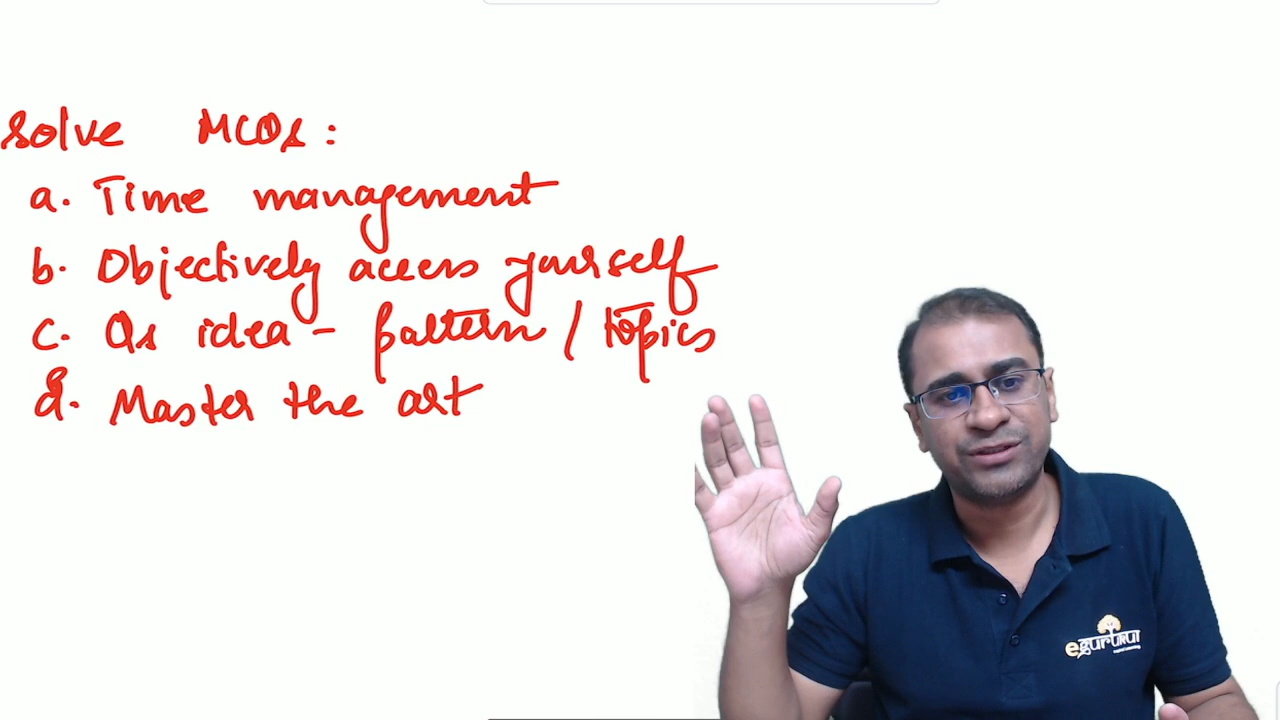 Solve MCQs :
a. Time management
b. Objectively access yourself
c. Qs idea - pattern / topics
d. Master the art
egurukul